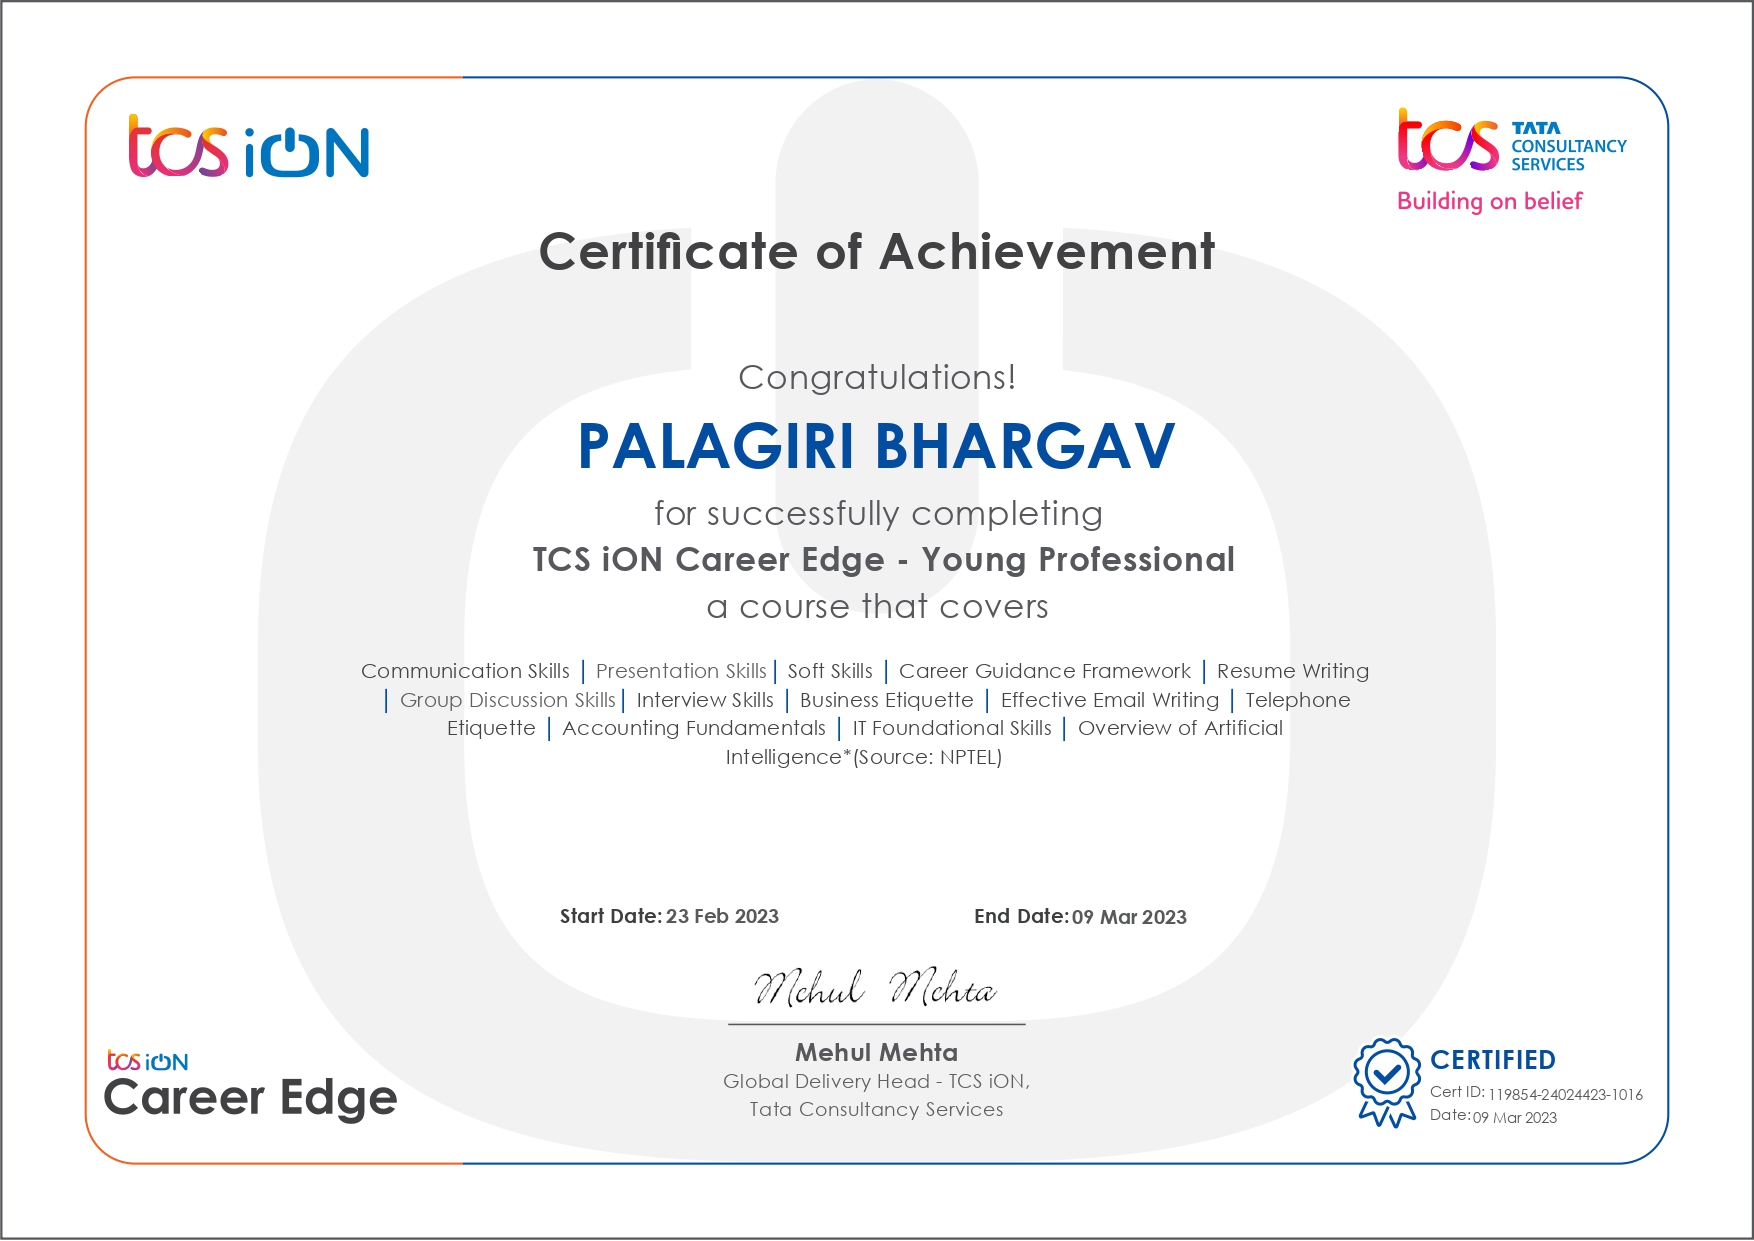 tcs iON
tcs TATA
CONSULTANCY
SERVICES
Building on belief
Certificate of Achievement
Congratulations!
PALAGIRI BHARGAV
for successfully completing
TCS iON Career Edge - Young Professional
a course that covers
Communication Skills | Presentation Skills | Soft Skills | Career Guidance Framework | Resume Writing
| Group Discussion Skills | Interview Skills | Business Etiquette | Effective Email Writing | Telephone
Etiquette | Accounting Fundamentals | IT Foundational Skills | Overview of Artificial
Intelligence*(Source: NPTEL)
Start Date: 23 Feb 2023 End Date: 09 Mar 2023
Mehul Mehta
Mehul Mehta
Global Delivery Head - TCS iON,
Tata Consultancy Services
tcs iON
Career Edge
CERTIFIED
Cert ID: 119854-24024423-1016
Date: 09 Mar 2023